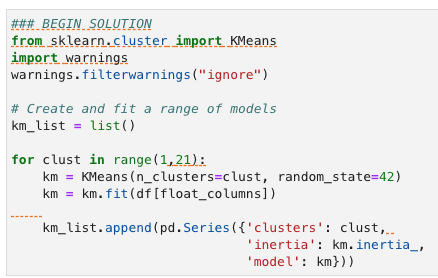 ### BEGIN SOLUTION
from sklearn.cluster import KMeans
import warnings
warnings.filterwarnings("ignore")
# Create and fit a range of models
km_list = list()
for clust in range(1,21):
    km = KMeans(n_clusters=clust, random_state=42)
    km = km.fit(df[float_columns])
    km_list.append(pd.Series({'clusters': clust,
                              'inertia': km.inertia_,
                              'model': km}))